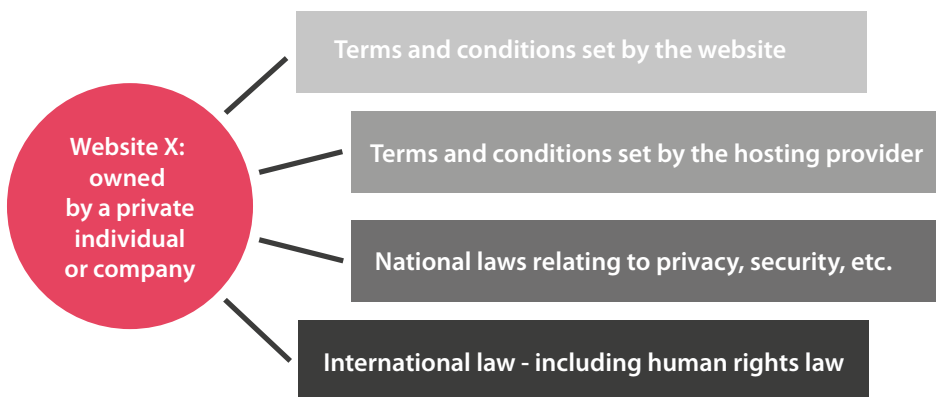 Website X:
owned
by a private
individual
or company
Terms and conditions set by the website
Terms and conditions set by the hosting provider
National laws relating to privacy, security, etc.
International law - including human rights law